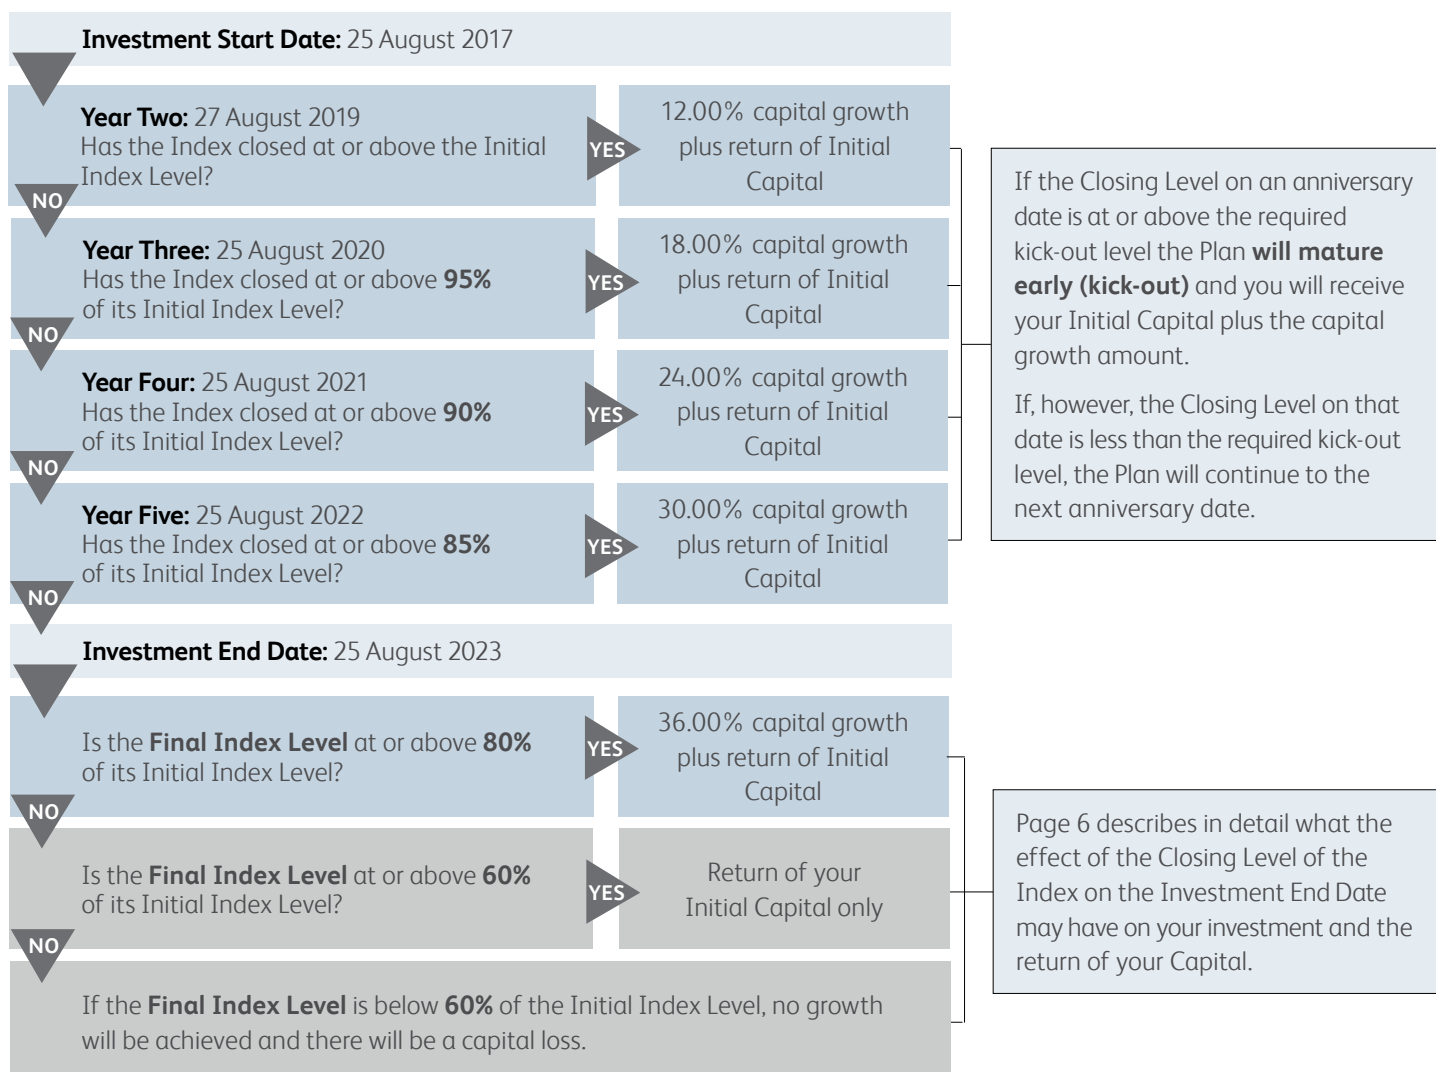 Investment Start Date: 25 August 2017
Year Two: 27 August 2019
Has the Index closed at or above the Initial
Index Level?
YES
12.00% capital growth
plus return of Initial
Capital
NO
Year Three: 25 August 2020
Has the Index closed at or above 95%
of its Initial Index Level?
YES
18.00% capital growth
plus return of Initial
Capital
NO
Year Four: 25 August 2021
Has the Index closed at or above 90%
of its Initial Index Level?
YES
24.00% capital growth
plus return of Initial
Capital
NO
Year Five: 25 August 2022
Has the Index closed at or above 85%
of its Initial Index Level?
YES
30.00% capital growth
plus return of Initial
Capital
NO
If the Closing Level on an anniversary
date is at or above the required
kick-out level the Plan will mature
early (kick-out) and you will receive
your Initial Capital plus the capital
growth amount.
If, however, the Closing Level on that
date is less than the required kick-out
level, the Plan will continue to the
next anniversary date.
Investment End Date: 25 August 2023
Is the Final Index Level at or above 80%
of its Initial Index Level?
YES
36.00% capital growth
plus return of Initial
Capital
NO
Is the Final Index Level at or above 60%
of its Initial Index Level?
YES
Return of your
Initial Capital only
NO
If the Final Index Level is below 60% of the Initial Index Level, no growth
will be achieved and there will be a capital loss.
Page 6 describes in detail what the
effect of the Closing Level of the
Index on the Investment End Date
may have on your investment and the
return of your Capital.